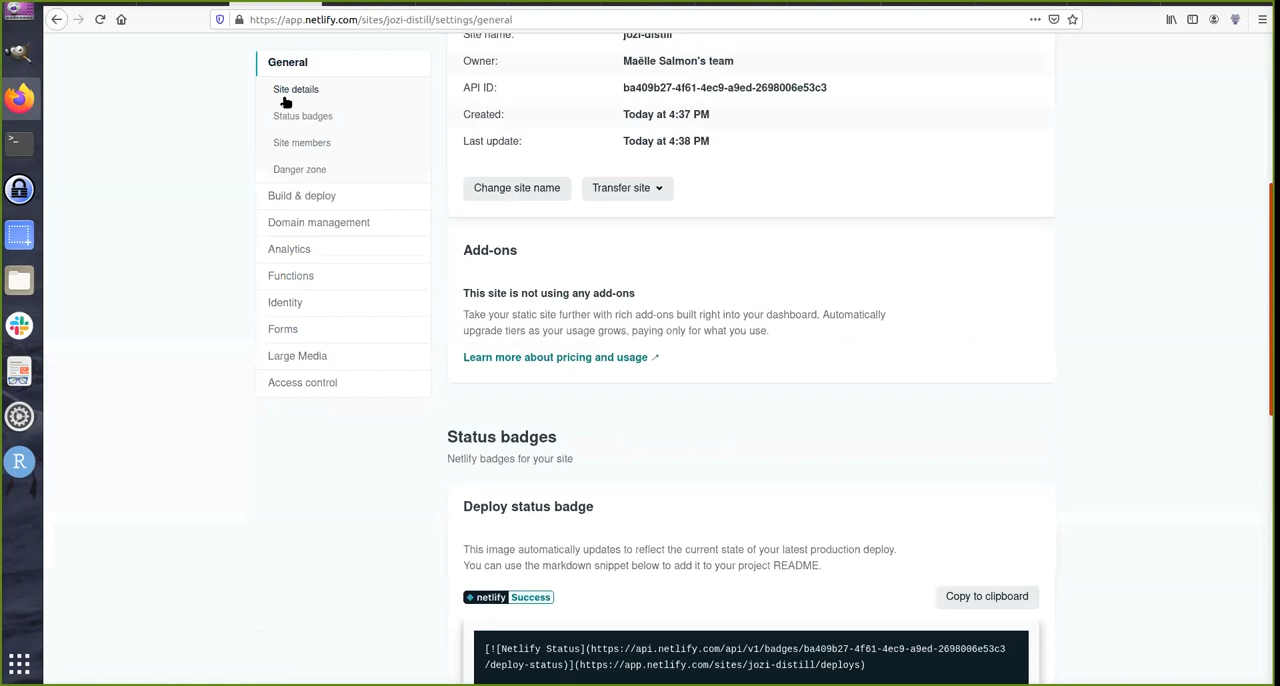 https://app.netlify.com/sites/jozi-distill/settings/general
General
Site details
Status badges
Site members
Danger zone
Build & deploy
Domain management
Analytics
Functions
Identity
Forms
Large Media
Access control
Site name: jozi-distill
Owner: Maëlle Salmon's team
API ID: ba409b27-4f61-4ec9-a9ed-2698006e53c3
Created: Today at 4:37 PM
Last update: Today at 4:38 PM
Change site name
Transfer site
Add-ons
This site is not using any add-ons
Take your static site further with rich add-ons built right into your dashboard. Automatically
upgrade tiers as your usage grows, paying only for what you use.
Learn more about pricing and usage ↗
Status badges
Netlify badges for your site
Deploy status badge
This image automatically updates to reflect the current state of your latest production deploy.
You can use the markdown snippet below to add it to your project README.
netlify Success
Copy to clipboard
[![Netlify Status](https://api.netlify.com/api/v1/badges/ba409b27-4f61-4ec9-a9ed-2698006e53c3
/deploy-status)](https://app.netlify.com/sites/jozi-distill/deploys)
R